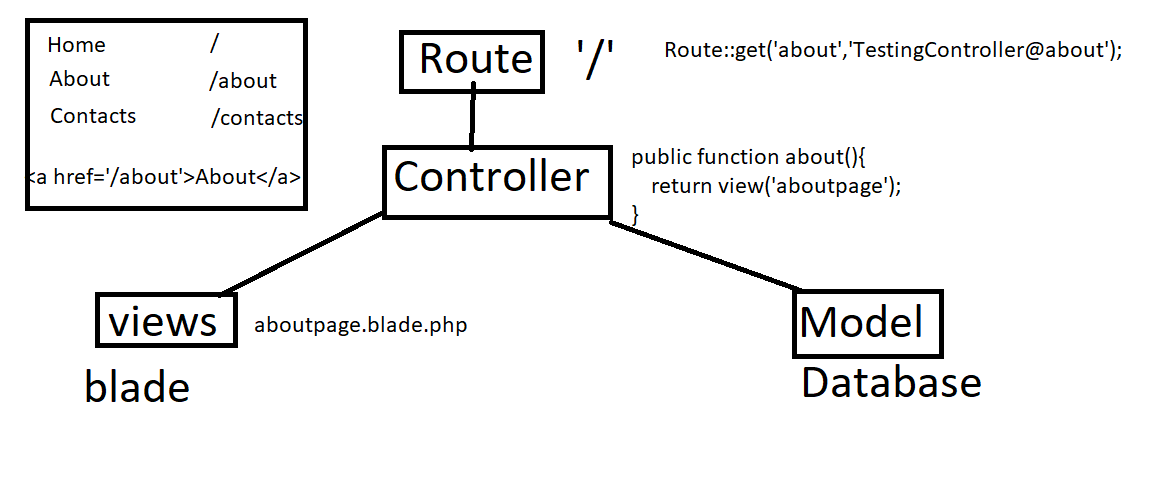 Home /
About /about
Contacts /contacts
<a href='/about'>About</a>
Route '/' Route::get('about','TestingController@about');
Controller
public function about(){
return view('aboutpage');
}
views aboutpage.blade.php
blade
Model
Database